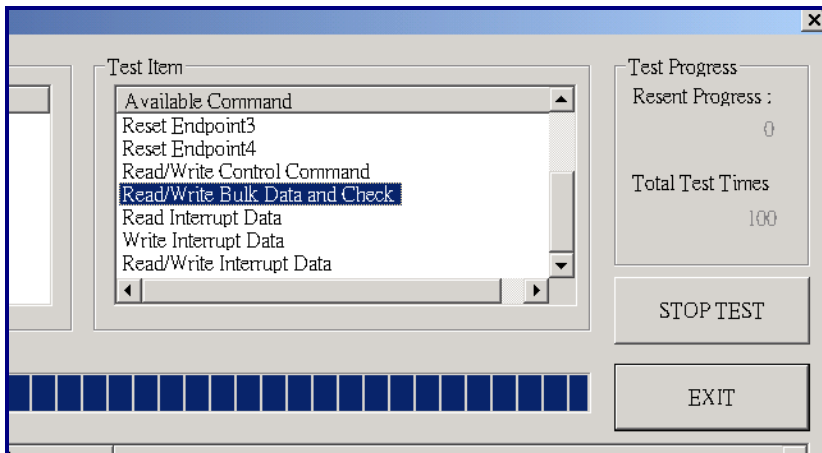 Test Item
Available Command
Reset Endpoint3
Reset Endpoint4
Read/Write Control Command
Read/Write Bulk Data and Check
Read Interrupt Data
Write Interrupt Data
Read/Write Interrupt Data
Test Progress
Resent Progress :
0
Total Test Times
100
STOP TEST
EXIT